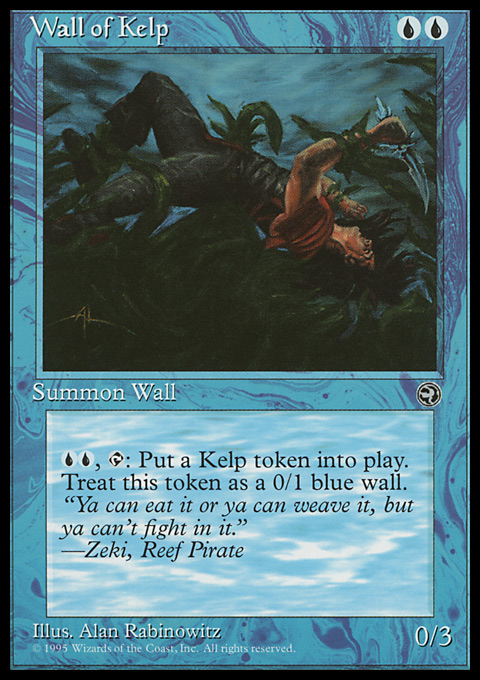 Wall of Kelp
AL
Summon Wall
: Put a Kelp token into play.
Treat this token as a 0/1 blue wall.
“Ya can eat it or ya can weave it, but
ya can’t fight in it.”
—Zeki, Reef Pirate
Illus. Alan Rabinowitz
© 1995 Wizards of the Coast, Inc. All rights reserved.
0/3